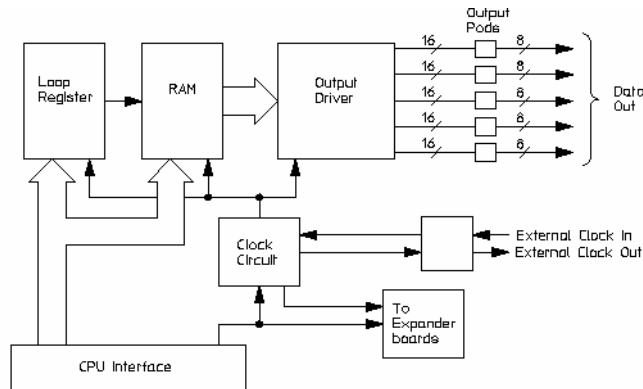 Output
Pods
16 8
16 8
16 8
16 8
16 8
Data
Out
Loop
Register
RAM
Output
Driver
Clock
Circuit
External Clock In
External Clock Out
To
Expander
boards
CPU Interface